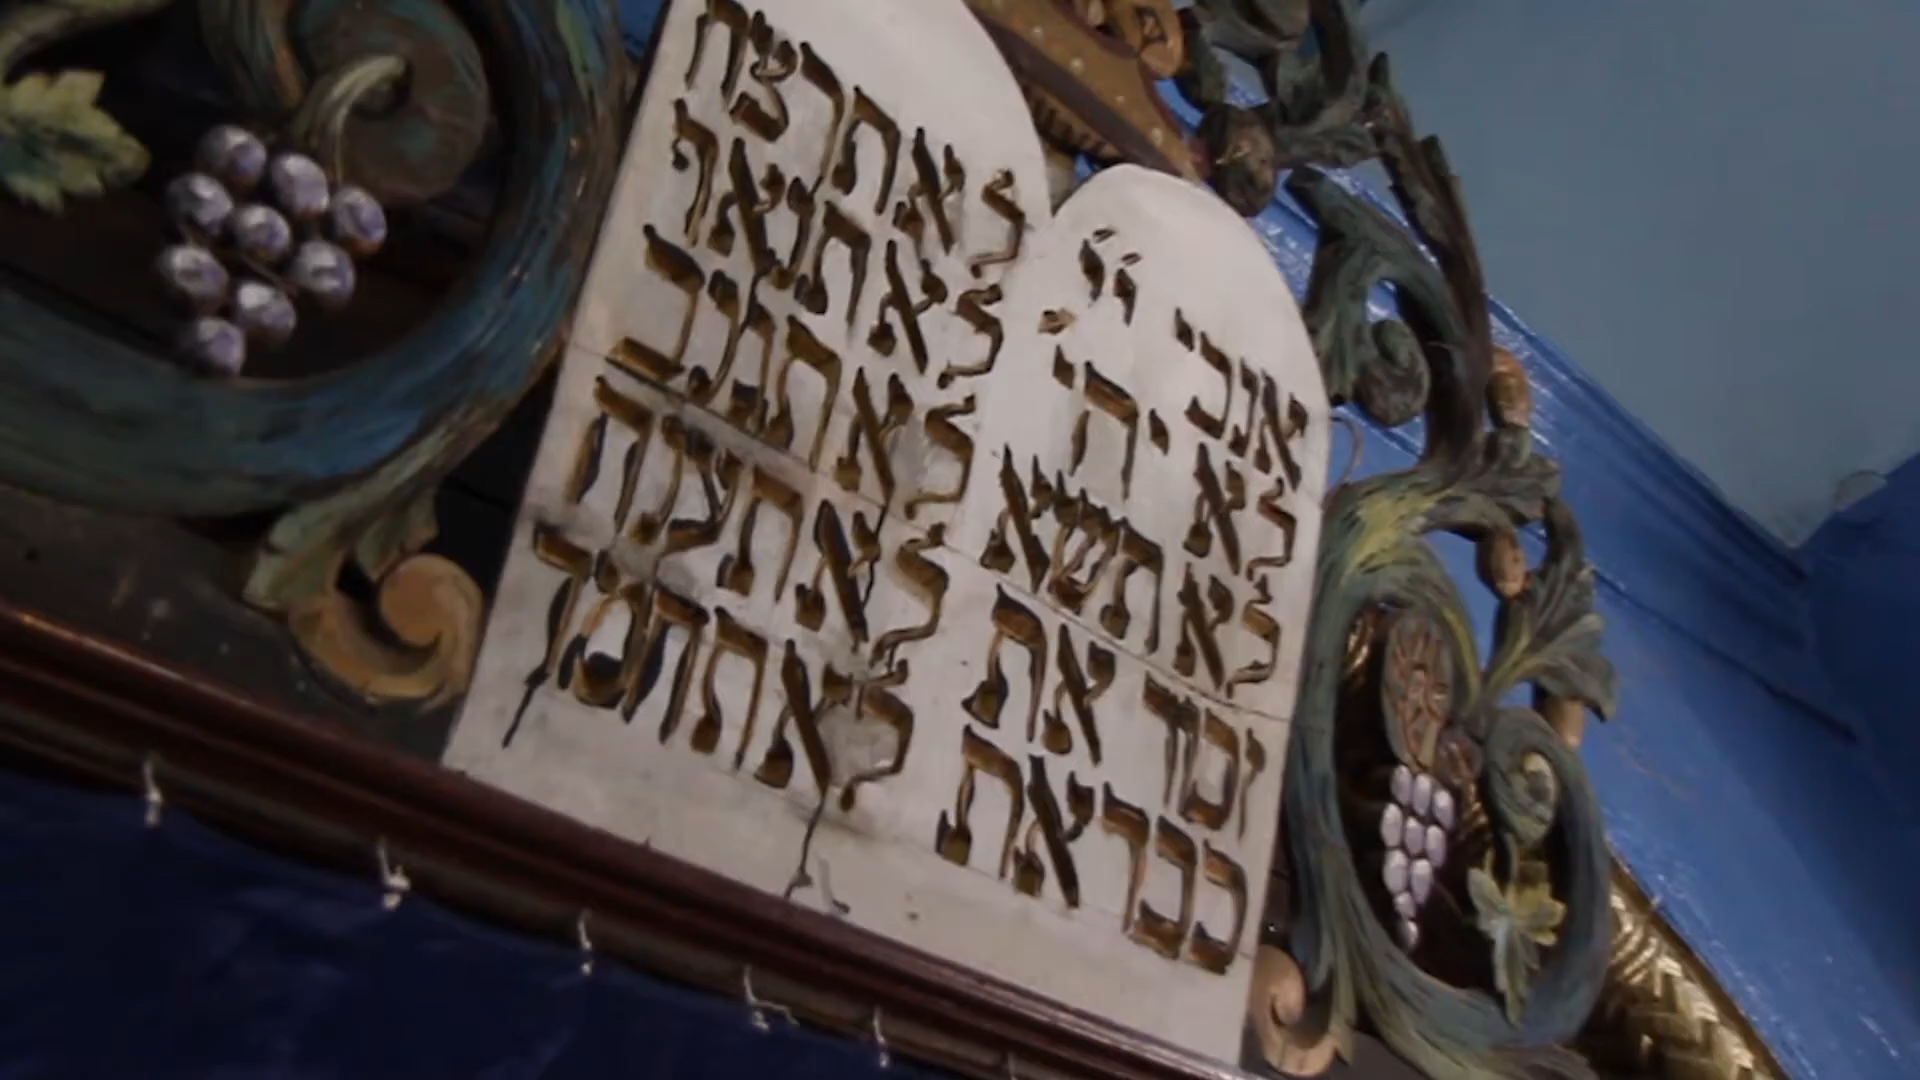 אנכי יי
לא יהי
לא תשא
זכור את
כבד את
לא תרצח
לא תנאף
לא תגנב
לא תענה
לא תחמד